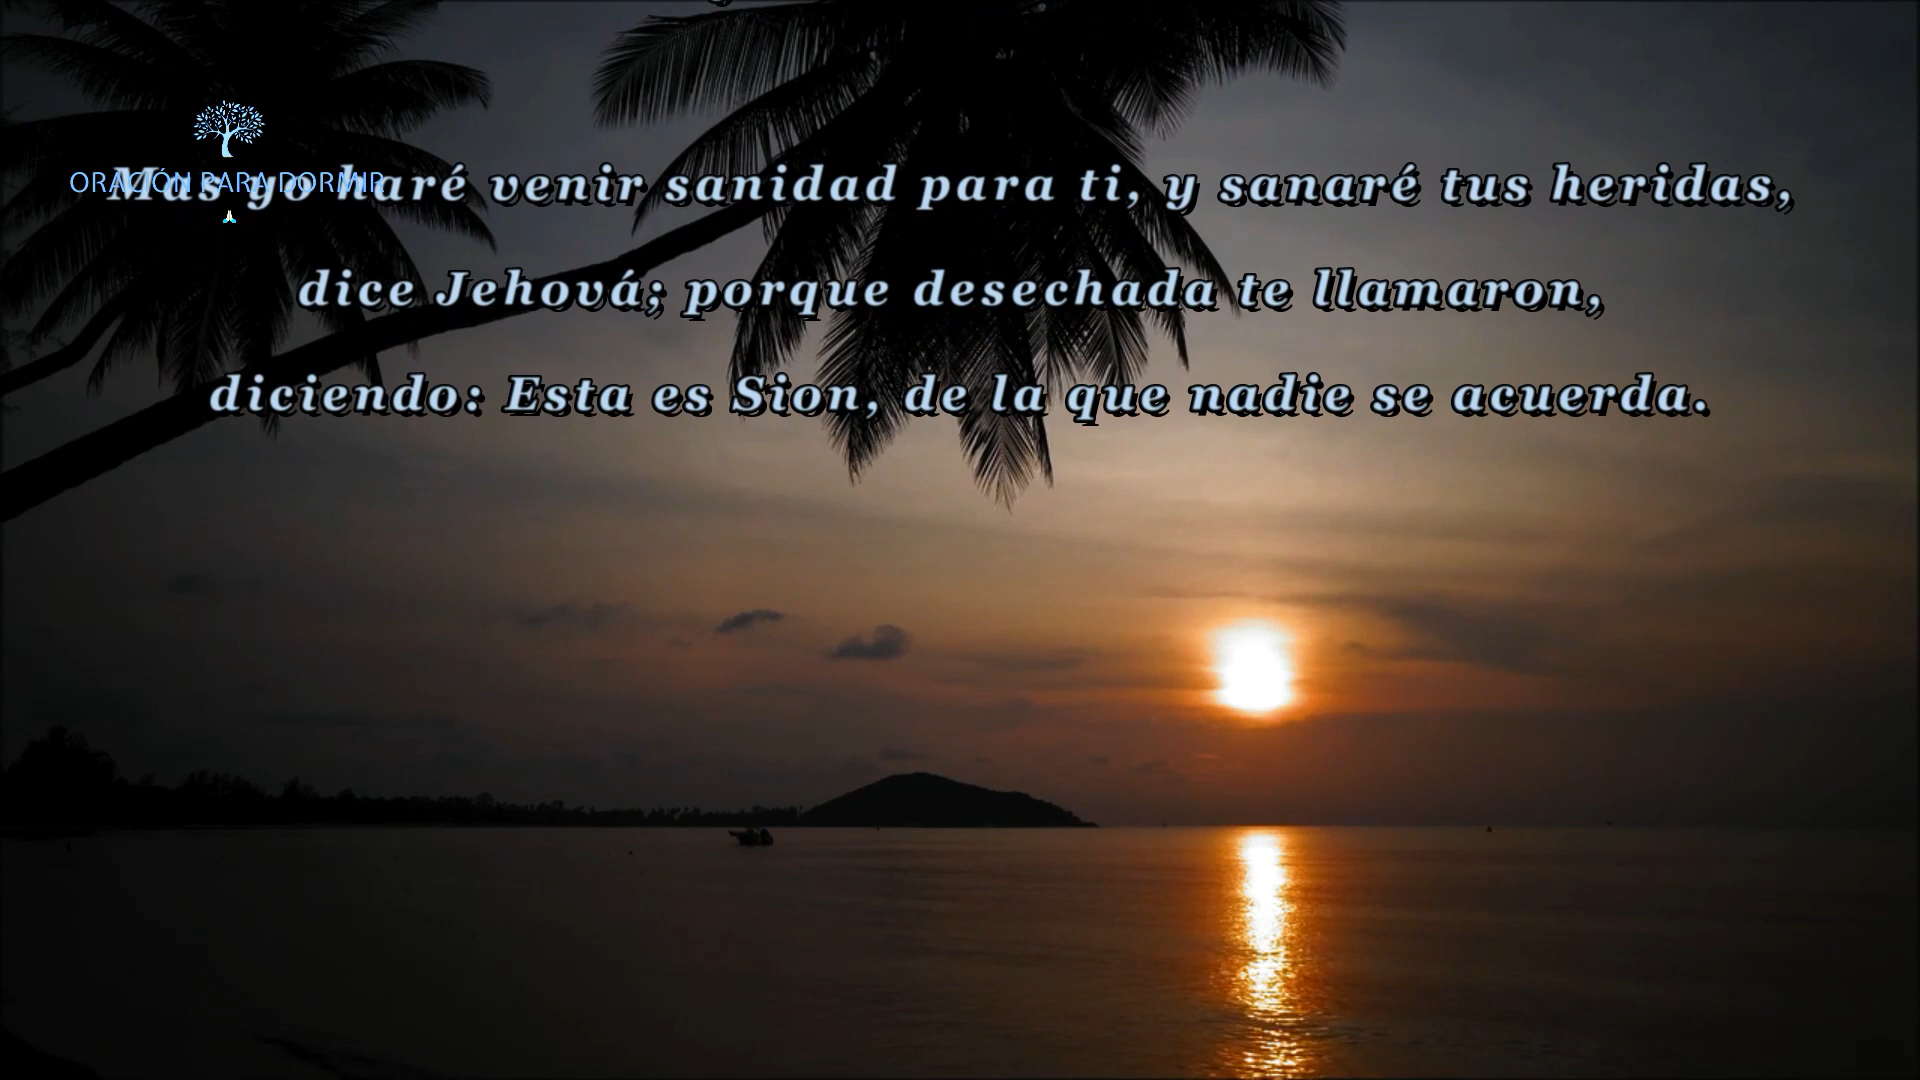 ORACIÓN PARA DORMIR
Mas yo haré venir sanidad para ti, y sanaré tus heridas,
dice Jehová; porque desechada te llamaron,
diciendo: Esta es Sion, de la que nadie se acuerda.